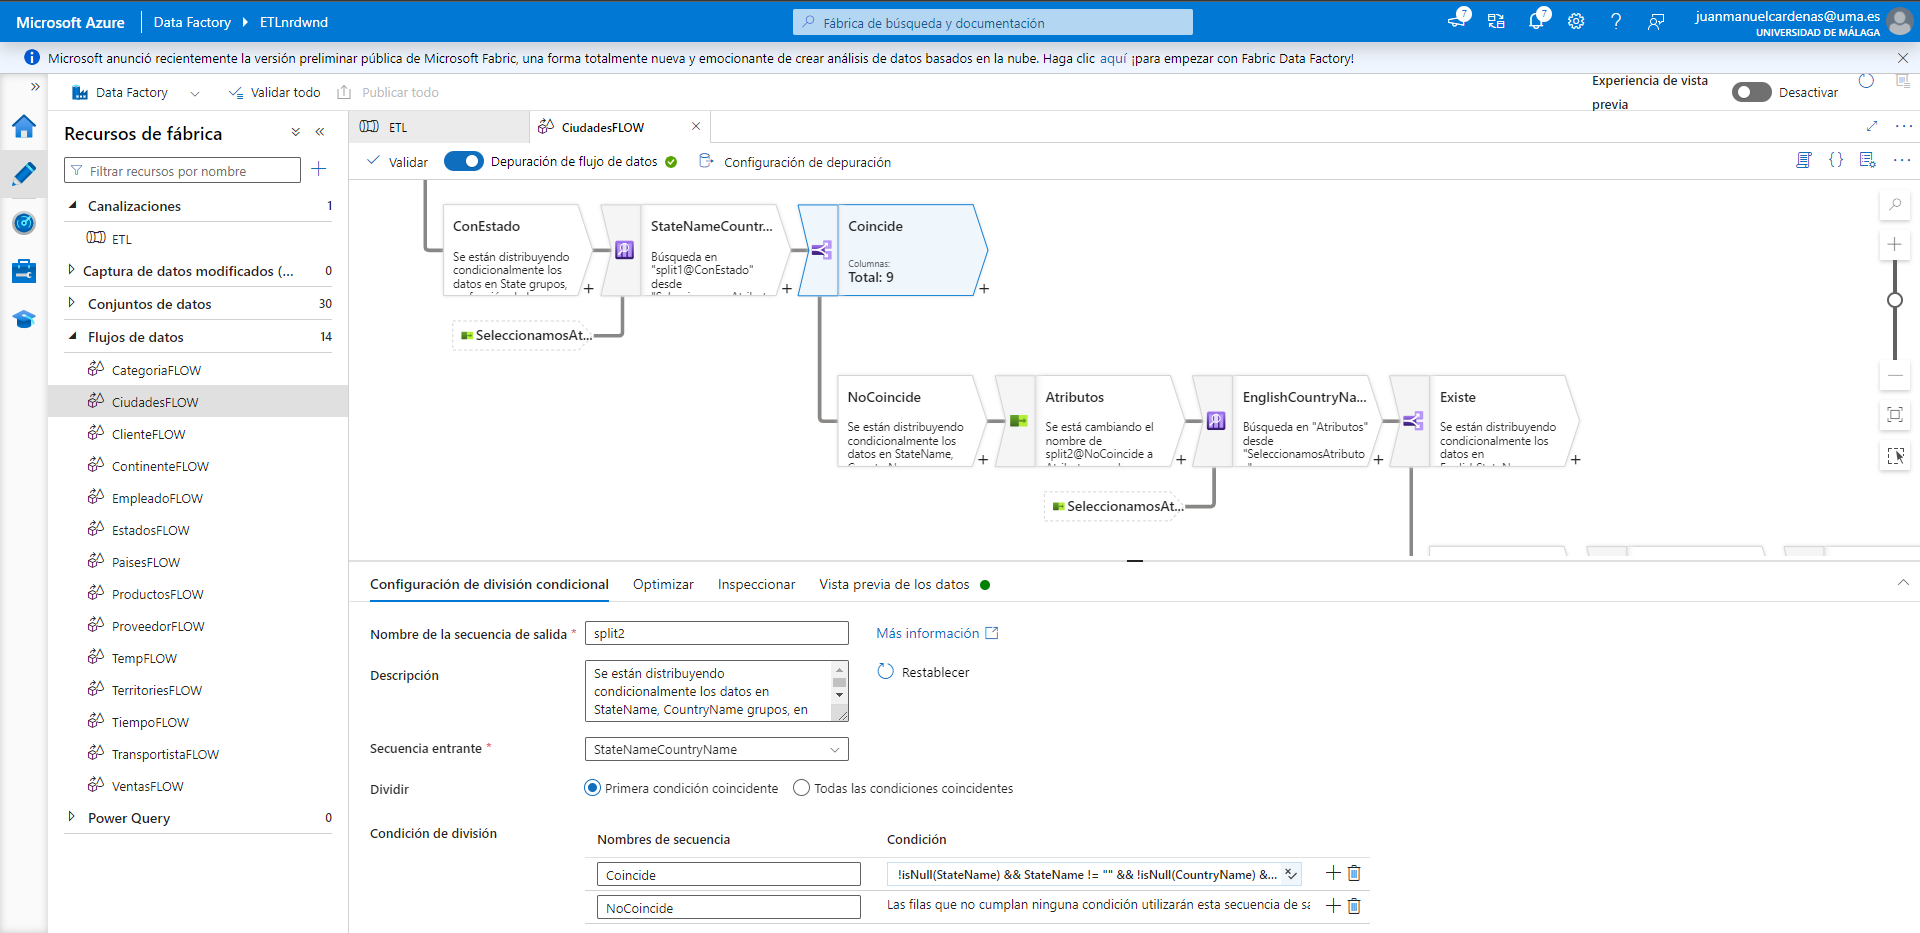 Microsoft Azure
Data Factory
ETLnrdwnd
Fábrica de búsqueda y documentación
7
7
juanmanuelcardenas@uma.es
UNIVERSIDAD DE MÁLAGA
Microsoft anunció recientemente la versión preliminar pública de Microsoft Fabric, una forma totalmente nueva y emocionante de crear análisis de datos basados en la nube. Haga clic aquí ¡para empezar con Fabric Data Factory!
Data Factory
Validar todo
Publicar todo
Experiencia de vista
previa
Desactivar
Recursos de fábrica
Filtrar recursos por nombre
Canalizaciones 1
ETL
Captura de datos modificados (... 0
Conjuntos de datos 30
Flujos de datos 14
CategoriaFLOW
CiudadesFLOW
ClienteFLOW
ContinenteFLOW
EmpleadoFLOW
EstadosFLOW
PaisesFLOW
ProductosFLOW
ProveedorFLOW
TempFLOW
TerritoriesFLOW
TiempoFLOW
TransportistaFLOW
VentasFLOW
Power Query 0
ETL
CiudadesFLOW
Validar
Depuración de flujo de datos
Configuración de depuración
ConEstado
Se están distribuyendo
condicionalmente los
datos en State grupos,
StateNameCountr...
Búsqueda en
"split1@ConEstado"
desde
Coincide
Columnas:
Total: 9
SeleccionamosAt...
NoCoincide
Se están distribuyendo
condicionalmente los
datos en StateName,
Atributos
Se está cambiando el
nombre de
split2@NoCoincide a
EnglishCountryNa...
Búsqueda en "Atributos"
desde
"SeleccionamosAtributo
Existe
Se están distribuyendo
condicionalmente los
datos en
SeleccionamosAt...
Configuración de división condicional
Optimizar
Inspeccionar
Vista previa de los datos
Nombre de la secuencia de salida *
split2
Más información
Descripción
Se están distribuyendo
condicionalmente los datos en
StateName, CountryName grupos, en
Restablecer
Secuencia entrante *
StateNameCountryName
Dividir
Primera condición coincidente
Todas las condiciones coincidentes
Condición de división
Nombres de secuencia
Condición
Coincide
!isNull(StateName) && StateName != "" && !isNull(CountryName) &...
NoCoincide
Las filas que no cumplan ninguna condición utilizarán esta secuencia de sa